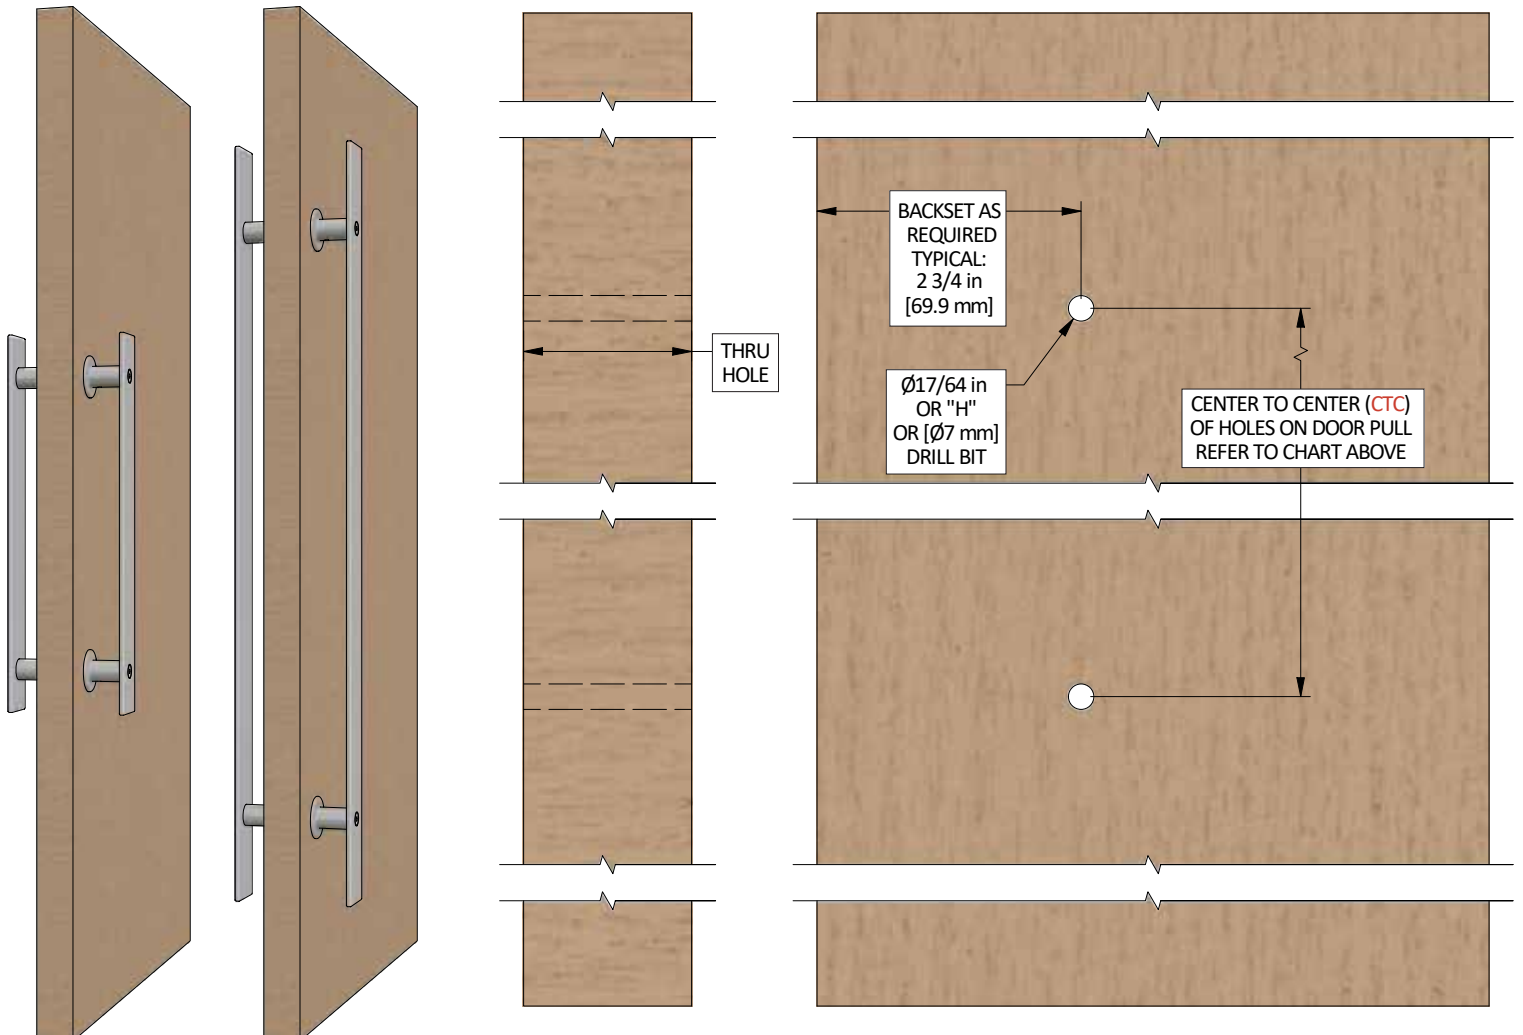 BACKSET AS
REQUIRED
TYPICAL:
2 3/4 in
[69.9 mm]
THRU
HOLE
Ø17/64 in
OR "H"
OR [Ø7 mm]
DRILL BIT
CENTER TO CENTER (CTC)
OF HOLES ON DOOR PULL
REFER TO CHART ABOVE